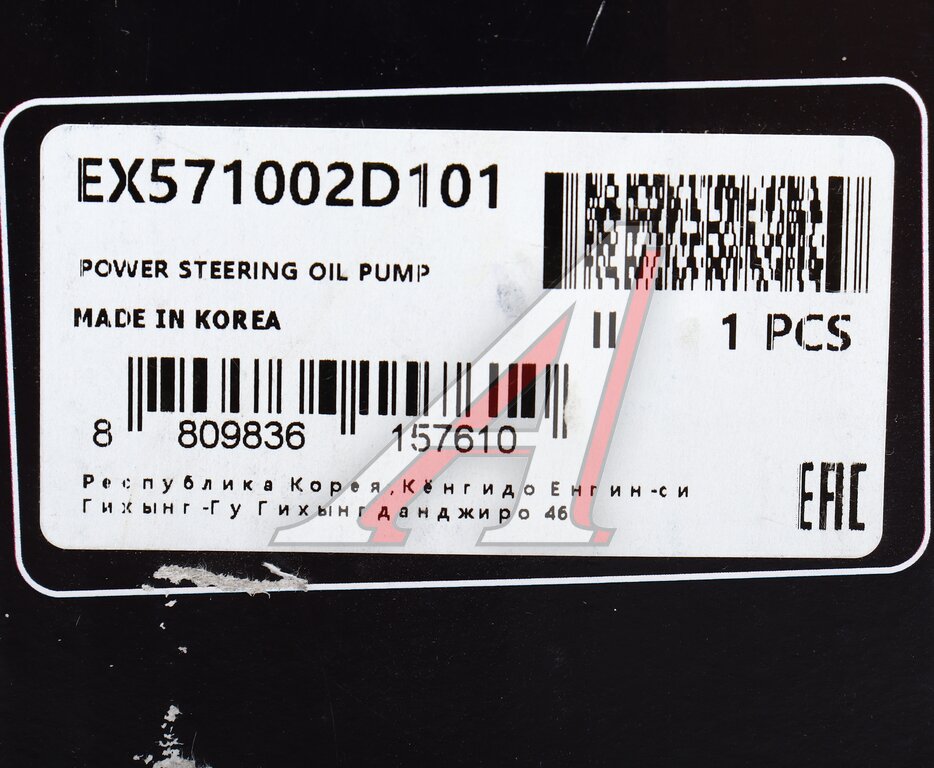 EX571002D101
POWER STEERING OIL PUMP
MADE IN KOREA
II 1 PCS
8 809836 157610
Республика Корея,Кёнгидо Енгин-си
Гихынг-Гу Гихынгданджиро 46
EAC